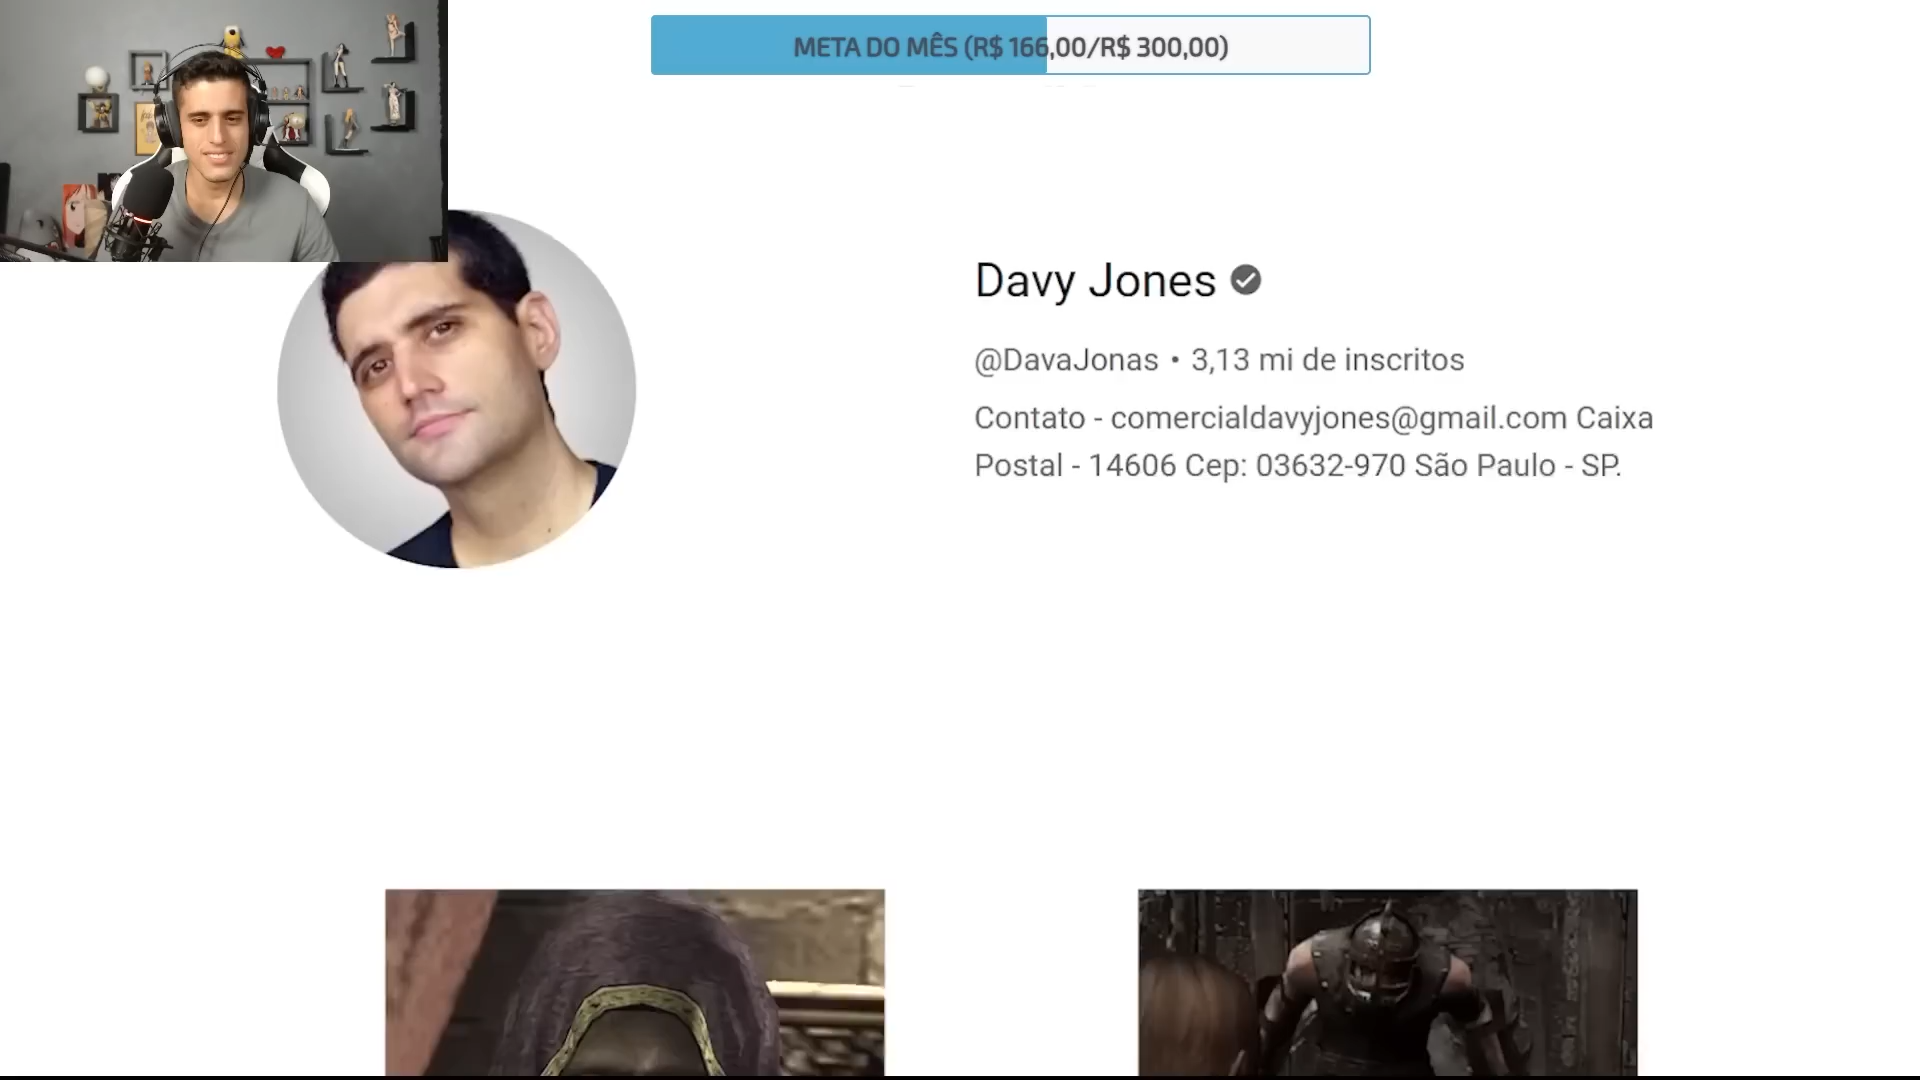 META DO MÊS (R$ 166,00/R$ 300,00)
Davy Jones
@DavaJonas • 3,13 mi de inscritos
Contato - comercialdavyjones@gmail.com Caixa
Postal - 14606 Cep: 03632-970 São Paulo - SP.